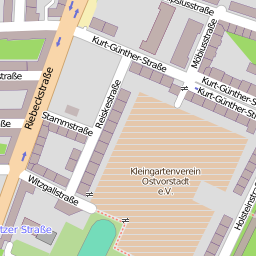 Kurt-Günther-Straße
Möbiusstraße
Riebeckstraße
Reiskestraße
Kurt-Günther-Straße
Stammstraße
Kleingartenverein
Ostvorstadt
e.V.
Witzgallstraße
Holsteinstraße